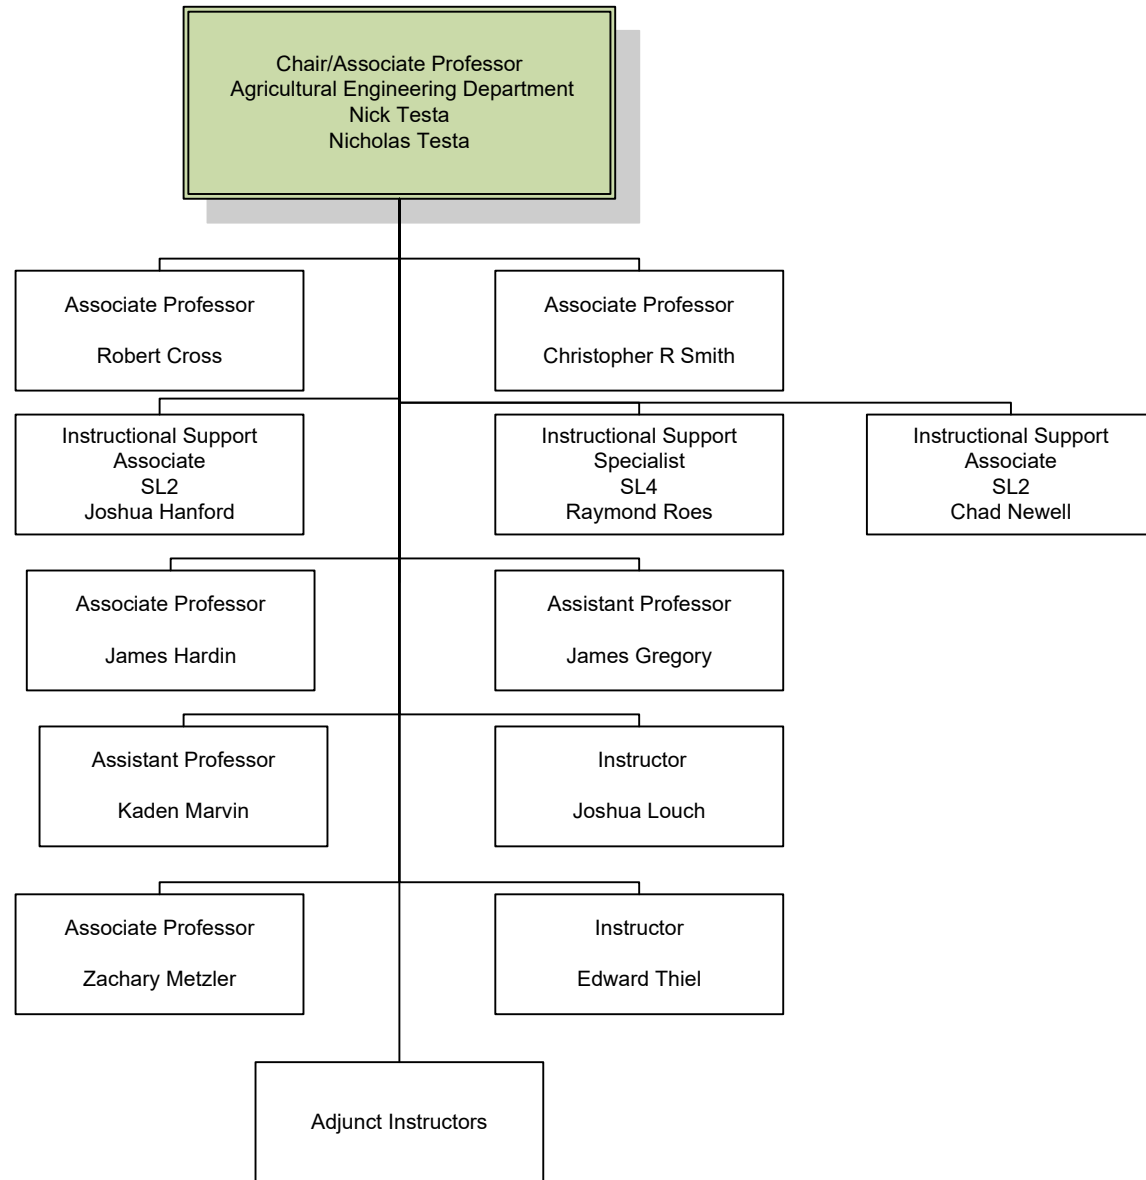 Chair/Associate Professor
Agricultural Engineering Department
Nick Testa
Nicholas Testa
Associate Professor
Robert Cross
Associate Professor
Christopher R Smith
Instructional Support
Associate
SL2
Joshua Hanford
Instructional Support
Specialist
SL4
Raymond Roes
Instructional Support
Associate
SL2
Chad Newell
Associate Professor
James Hardin
Assistant Professor
James Gregory
Assistant Professor
Kaden Marvin
Instructor
Joshua Louch
Associate Professor
Zachary Metzler
Instructor
Edward Thiel
Adjunct Instructors